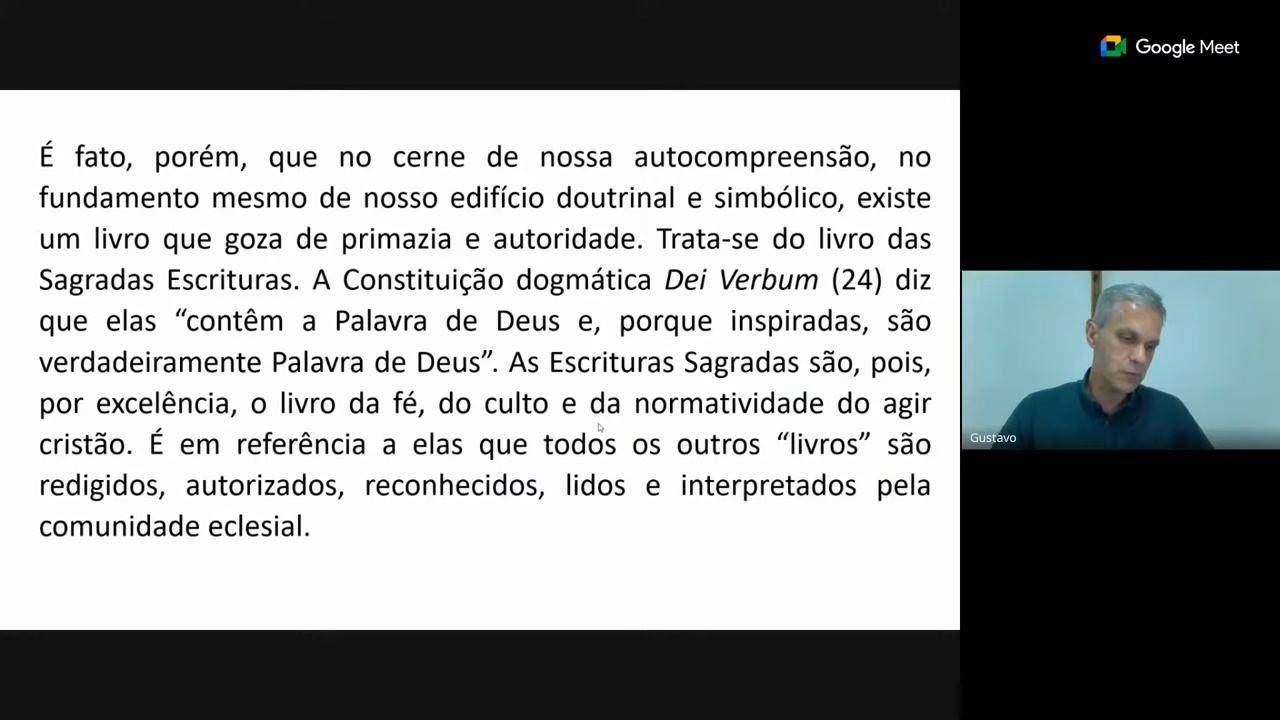 Google Meet
É fato, porém, que no cerne de nossa autocompreensão, no
fundamento mesmo de nosso edifício doutrinal e simbólico, existe
um livro que goza de primazia e autoridade. Trata-se do livro das
Sagradas Escrituras. A Constituição dogmática Dei Verbum (24) diz
que elas “contêm a Palavra de Deus e, porque inspiradas, são
verdadeiramente Palavra de Deus”. As Escrituras Sagradas são, pois,
por excelência, o livro da fé, do culto e da normatividade do agir
cristão. É em referência a elas que todos os outros “livros” são
redigidos, autorizados, reconhecidos, lidos e interpretados pela
comunidade eclesial.
Gustavo